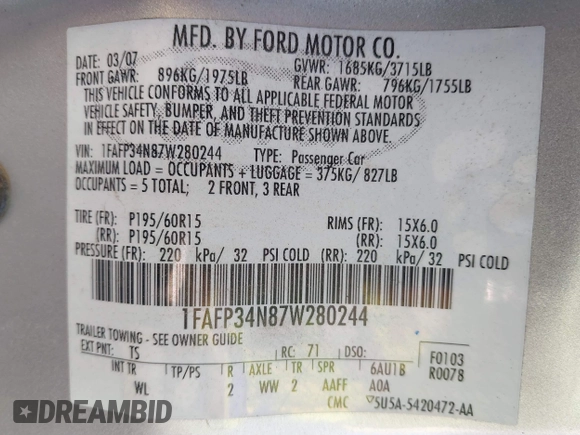 MFD. BY FORD MOTOR CO.
DATE: 03/07 GVWR: 1685KG/3715LB
FRONT GAWR: 896KG/1975LB REAR GAWR: 796KG/1755LB
THIS VEHICLE CONFORMS TO ALL APPLICABLE FEDERAL MOTOR
VEHICLE SAFETY, BUMPER, AND THEFT PREVENTION STANDARDS
IN EFFECT ON THE DATE OF MANUFACTURE SHOWN ABOVE.
VIN: 1FAFP34N87W280244 TYPE: Passenger Car
MAXIMUM LOAD = OCCUPANTS + LUGGAGE = 375KG/ 827LB
OCCUPANTS = 5 TOTAL; 2 FRONT, 3 REAR
TIRE (FR): P195/60R15 RIMS (FR): 15X6.0
(RR): P195/60R15 (RR): 15X6.0
PRESSURE (FR): 220 kPa/ 32 PSI COLD (RR): 220 kPa/ 32 PSI COLD
1FAFP34N87W280244
TRAILER TOWING - SEE OWNER GUIDE
EXT PNT: TS RC: 71 DSO: F0103
INT TR TP/PS R AXLE TR SPR 6AU1B R0078
WL 2 WW 2 AAFF A0A
CMC 5U5A-5420472-AA
DREAMBID